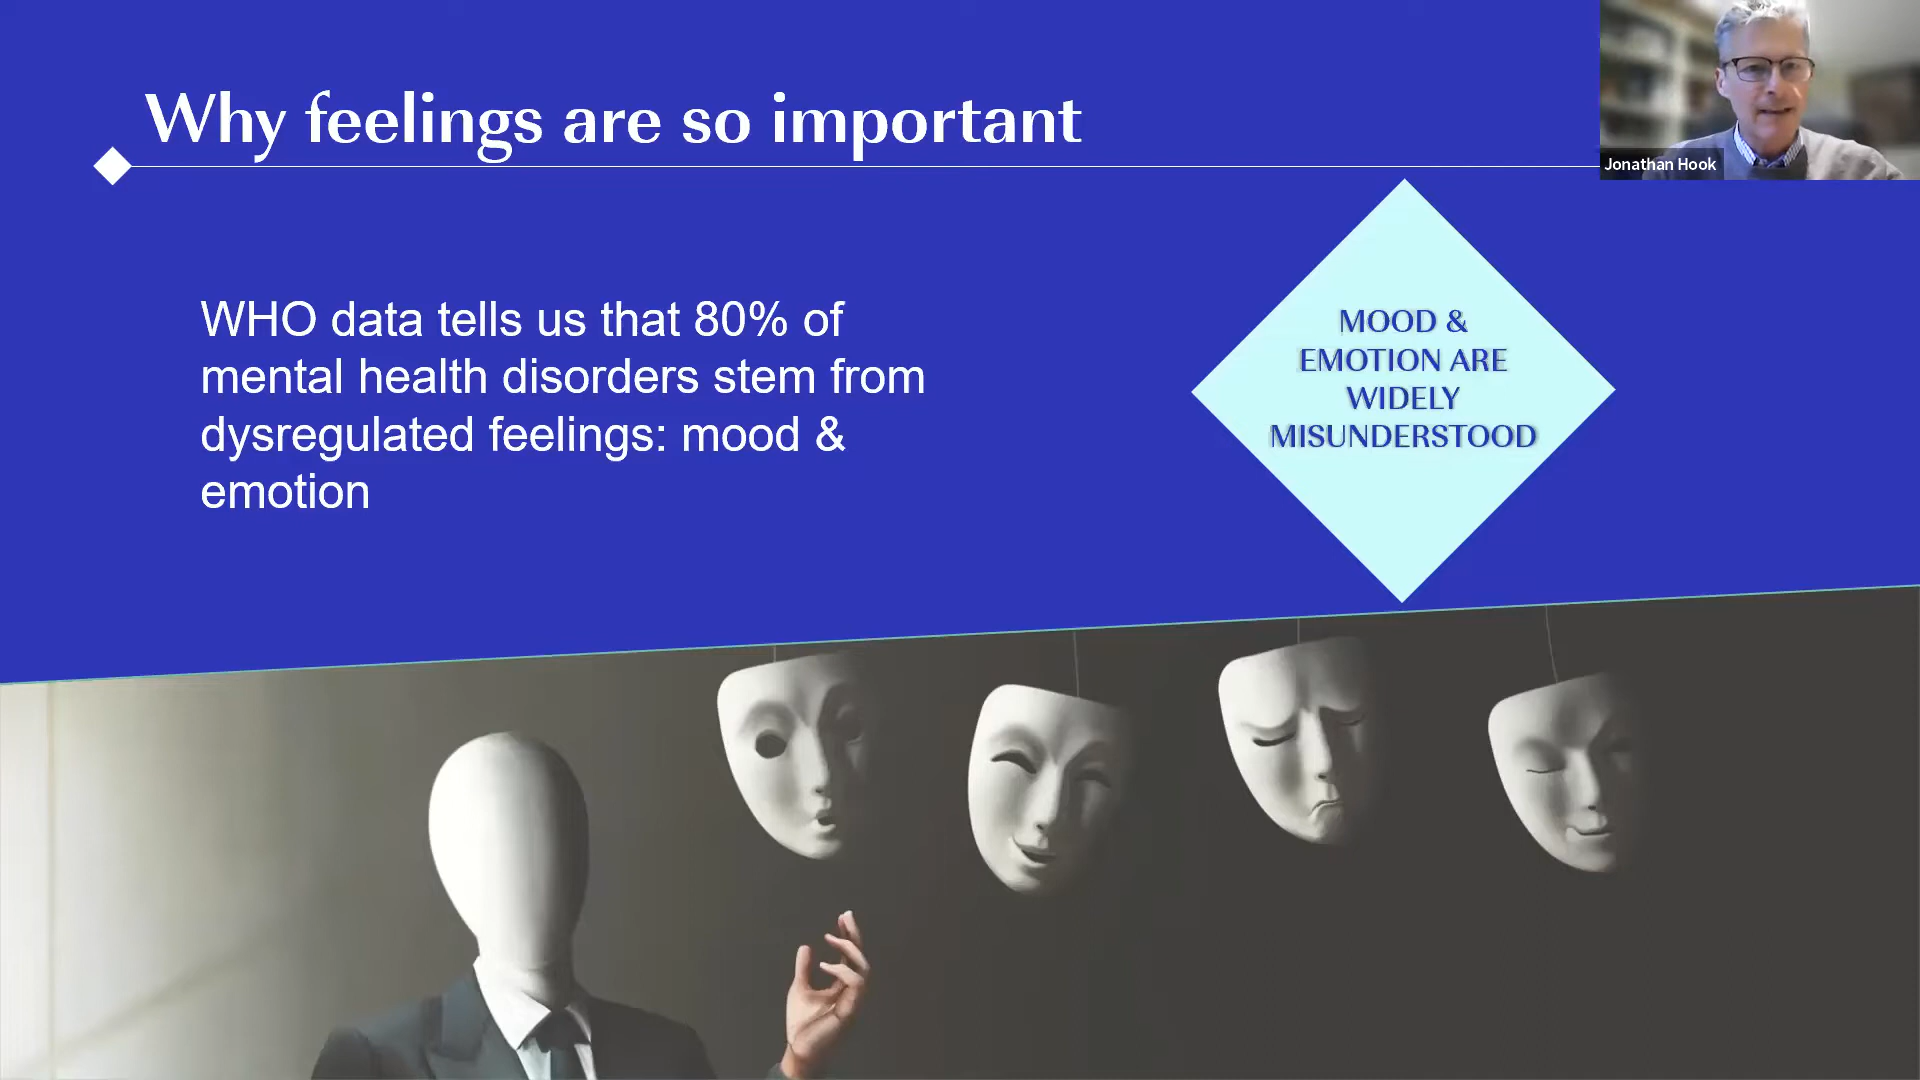 Why feelings are so important
Jonathan Hook
WHO data tells us that 80% of
mental health disorders stem from
dysregulated feelings: mood &
emotion
MOOD &
EMOTION ARE
WIDELY
MISUNDERSTOOD